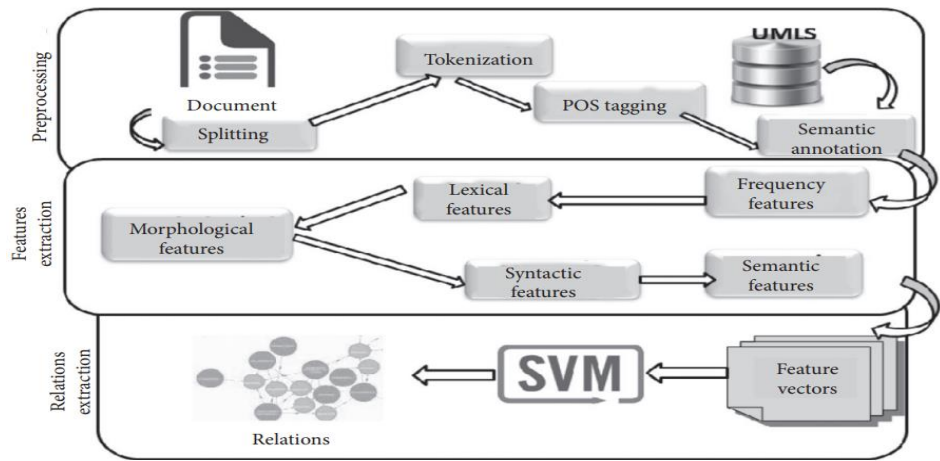 Preprocessing
Document
Splitting
Tokenization
POS tagging
UMLS
Semantic
annotation
Features
extraction
Frequency
features
Lexical
features
Morphological
features
Syntactic
features
Semantic
features
Relations
extraction
Feature
vectors
SVM
Relations